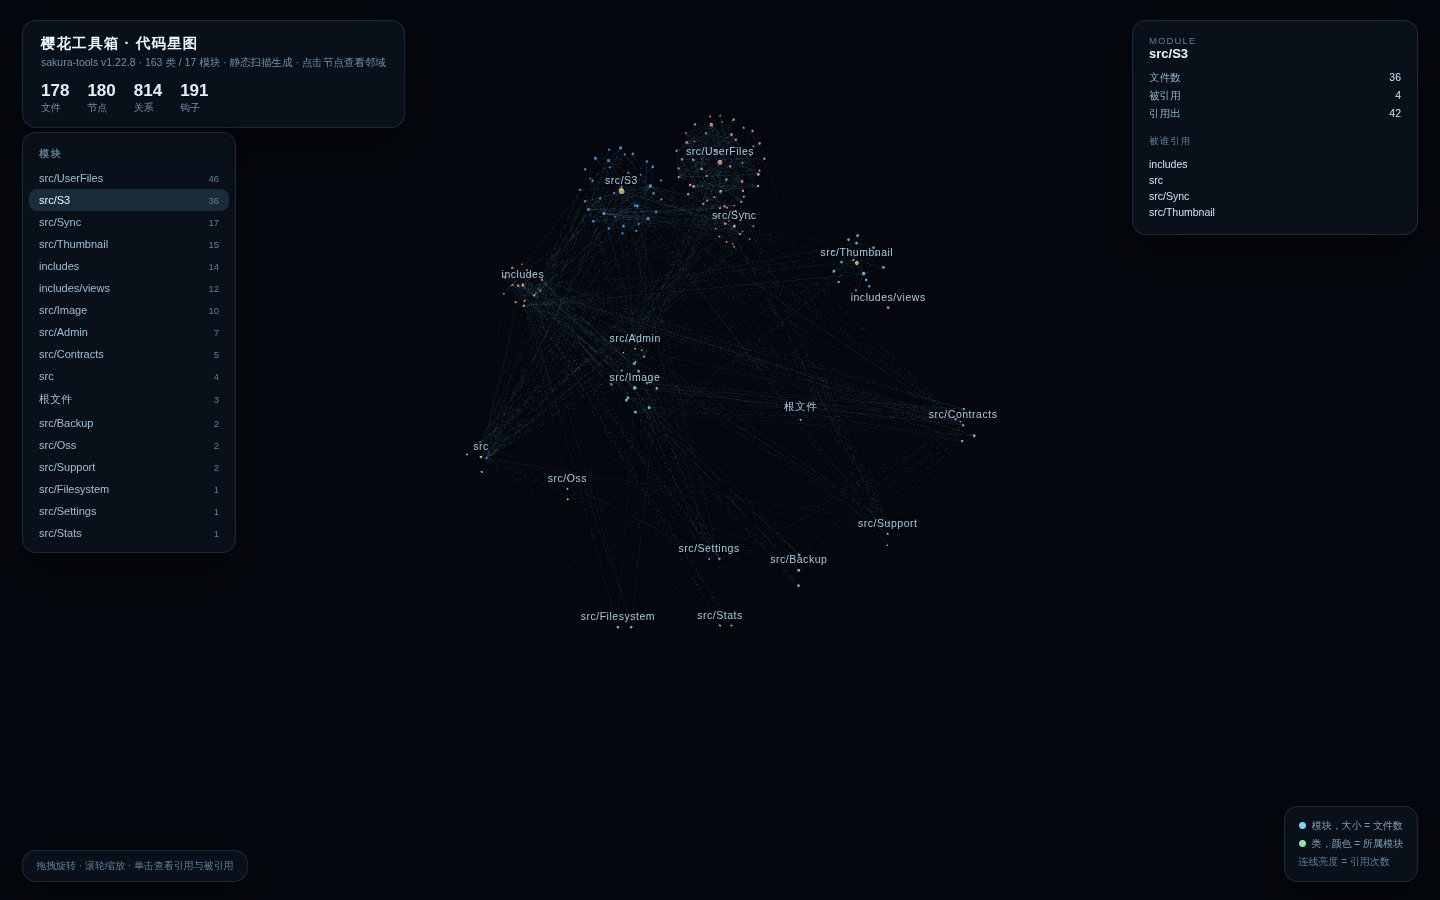 樱花工具箱 · 代码星图
sakura-tools v1.22.8 · 163 类 / 17 模块 · 静态扫描生成 · 点击节点查看邻域
178 180 814 191
文件 节点 关系 钩子
模块
src/UserFiles 46
src/S3 36
src/Sync 17
src/Thumbnail 15
includes 14
includes/views 12
src/Image 10
src/Admin 7
src/Contracts 5
src 4
根文件 3
src/Backup 2
src/Oss 2
src/Support 2
src/Filesystem 1
src/Settings 1
src/Stats 1
src/UserFiles
src/S3
src/Sync
src/Thumbnail
includes
includes/views
src/Admin
src/Image
根文件
src/Contracts
src
src/Oss
src/Support
src/Settings
src/Backup
src/Filesystem
src/Stats
MODULE
src/S3
文件数 36
被引用 4
引用出 42
被谁引用
includes
src
src/Sync
src/Thumbnail
拖拽旋转 · 滚轮缩放 · 单击查看引用与被引用
模块，大小 = 文件数
类，颜色 = 所属模块
连线亮度 = 引用次数